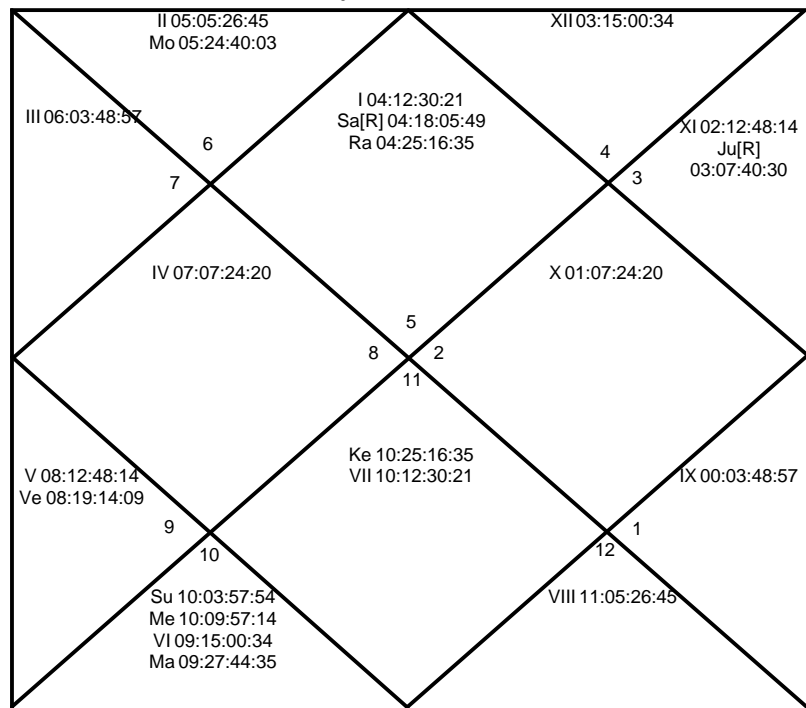 II 05:05:26:45
Mo 05:24:40:03
XII 03:15:00:34
I 04:12:30:21
Sa[R] 04:18:05:49
Ra 04:25:16:35
III 06:03:48:57
XI 02:12:48:14
Ju[R]
03:07:40:30
6
4
7
3
IV 07:07:24:20
X 01:07:24:20
5
8
2
11
Ke 10:25:16:35
VII 10:12:30:21
V 08:12:48:14
Ve 08:19:14:09
IX 00:03:48:57
9
1
10
12
Su 10:03:57:54
Me 10:09:57:14
VI 09:15:00:34
Ma 09:27:44:35
VIII 11:05:26:45